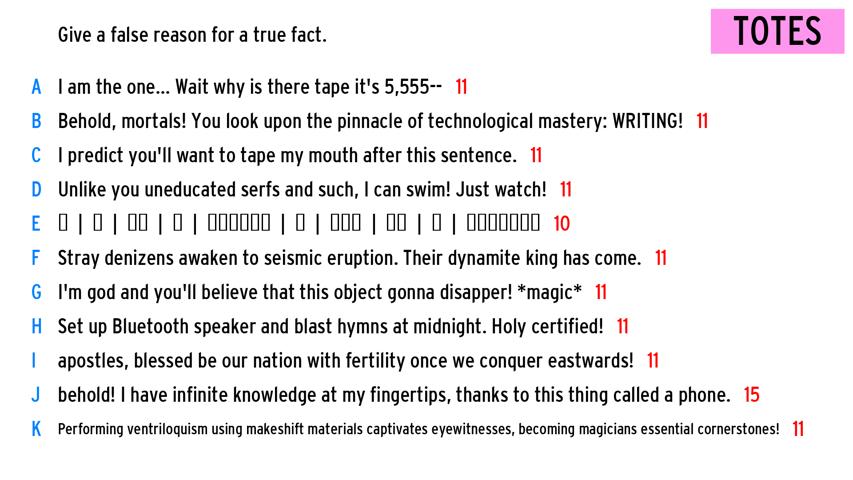 Give a false reason for a true fact.
TOTES
A I am the one... Wait why is there tape it's 5,555-- 11
B Behold, mortals! You look upon the pinnacle of technological mastery: WRITING! 11
C I predict you'll want to tape my mouth after this sentence. 11
D Unlike you uneducated serfs and such, I can swim! Just watch! 11
E ▯ | ▯ | ▯▯ | ▯ | ▯▯▯▯▯▯ | ▯ | ▯▯▯ | ▯▯ | ▯ | ▯▯▯▯▯▯▯ 10
F Stray denizens awaken to seismic eruption. Their dynamite king has come. 11
G I'm god and you'll believe that this object gonna disapper! *magic* 11
H Set up Bluetooth speaker and blast hymns at midnight. Holy certified! 11
I apostles, blessed be our nation with fertility once we conquer eastwards! 11
J behold! I have infinite knowledge at my fingertips, thanks to this thing called a phone. 15
K Performing ventriloquism using makeshift materials captivates eyewitnesses, becoming magicians essential cornerstones! 11